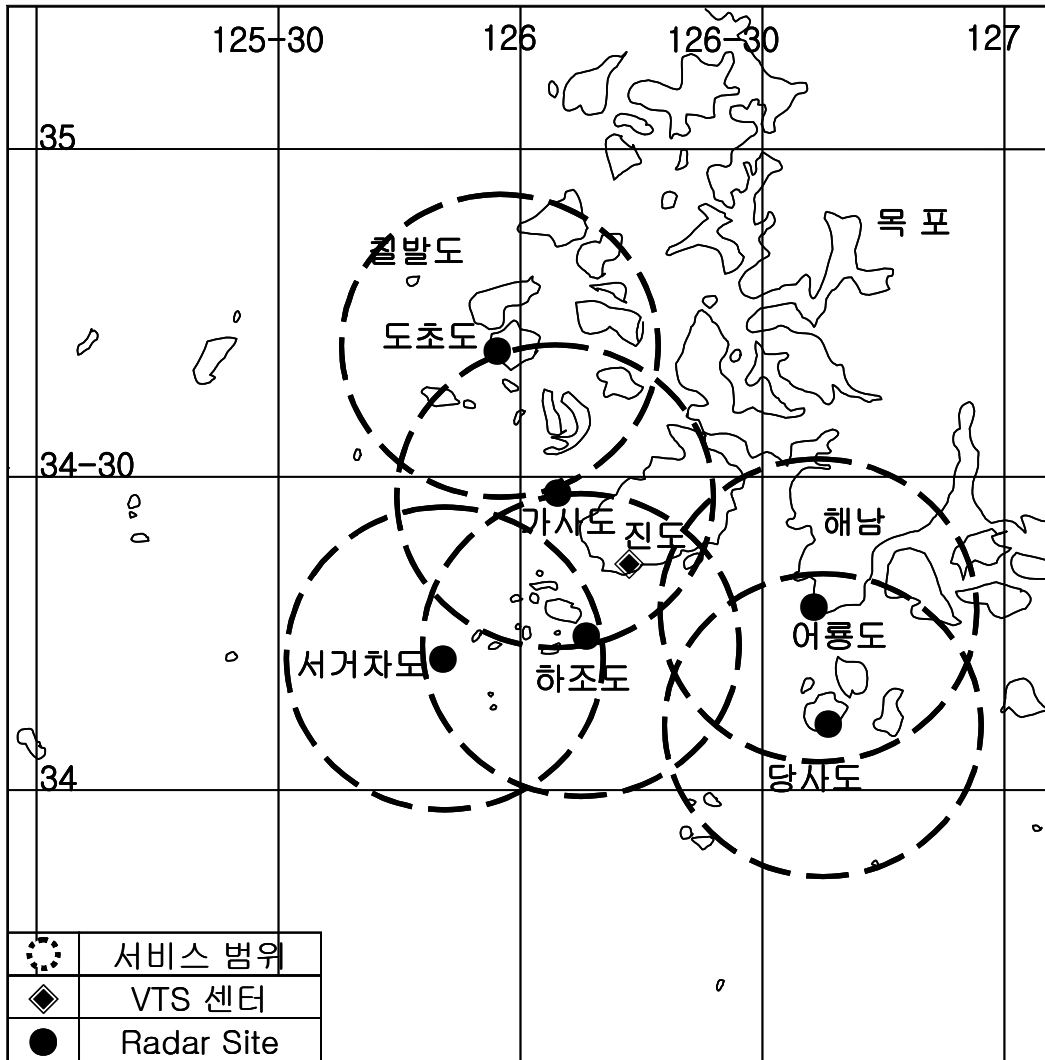 125-30 126 126-30 127
35
목 포
칠발도
도초도
34-30
가사도
진도
해남
어룡도
서거차도
하조도
당사도
34
서비스 범위
VTS 센터
Radar Site